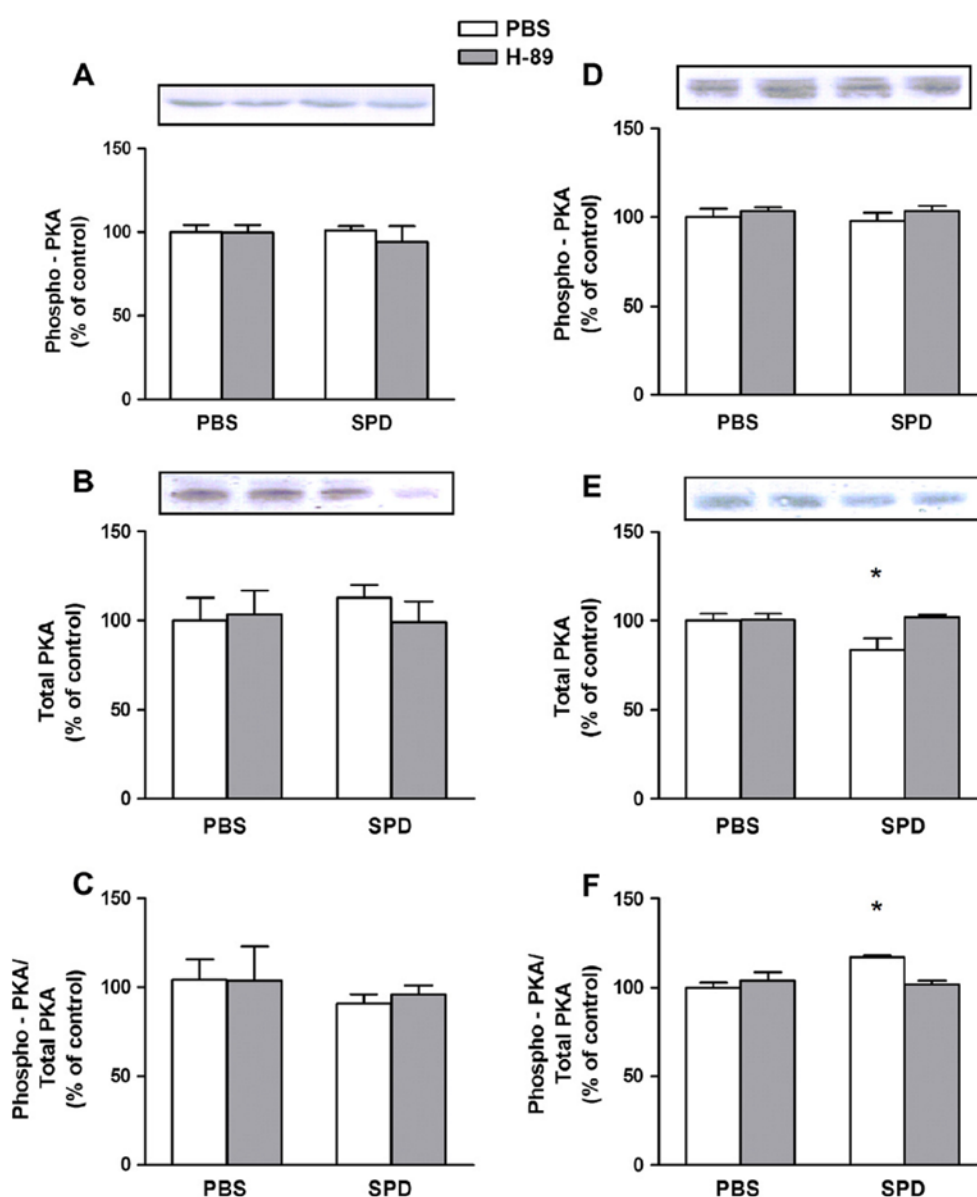 PBS
H-89
A
Phospho - PKA
(% of control)
150
100
50
0
PBS SPD
D
Phospho - PKA
(% of control)
150
100
50
0
PBS SPD
B
Total PKA
(% of control)
150
100
50
0
PBS SPD
E
Total PKA
(% of control)
150
100
50
0
*
PBS SPD
C
Phospho - PKA/
Total PKA
(% of control)
150
100
50
0
PBS SPD
F
Phospho - PKA/
Total PKA
(% of control)
150
100
50
0
*
PBS SPD